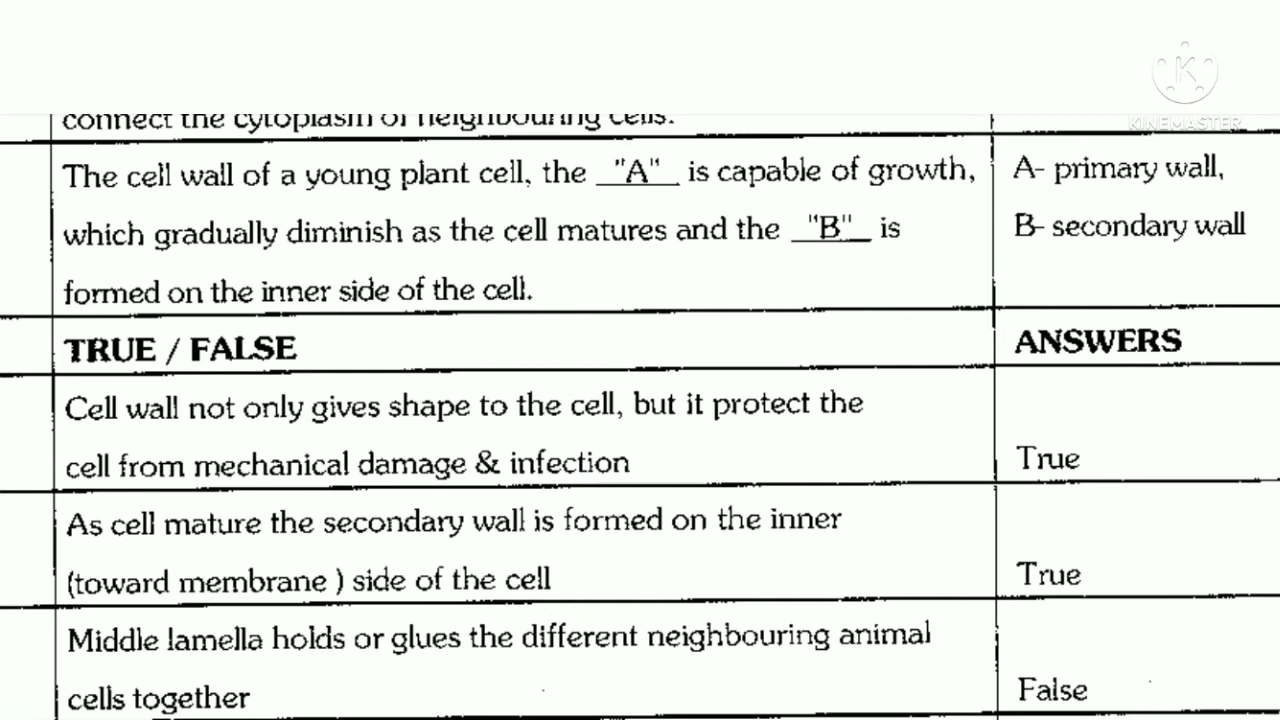 KINEMASTER
connect the cytoplasm of neighbouring cells.
The cell wall of a young plant cell, the "A" is capable of growth,
A- primary wall,
which gradually diminish as the cell matures and the "B" is
B- secondary wall
formed on the inner side of the cell.
TRUE / FALSE
ANSWERS
Cell wall not only gives shape to the cell, but it protect the
cell from mechanical damage & infection
True
As cell mature the secondary wall is formed on the inner
(toward membrane ) side of the cell
True
Middle lamella holds or glues the different neighbouring animal
cells together
False